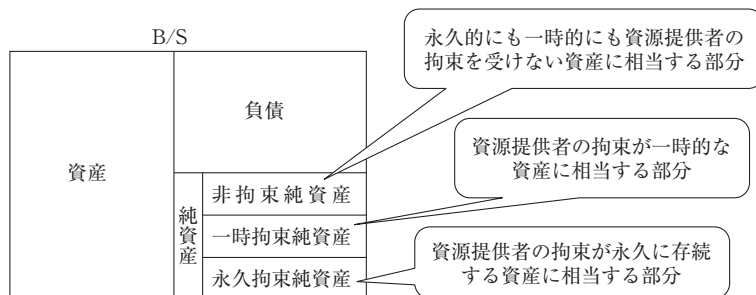 B/S
資産
負債
純資産
非拘束純資産
一時拘束純資産
永久拘束純資産
永久的にも一時的にも資源提供者の
拘束を受けない資産に相当する部分
資源提供者の拘束が一時的な
資産に相当する部分
資源提供者の拘束が永久に存続
する資産に相当する部分